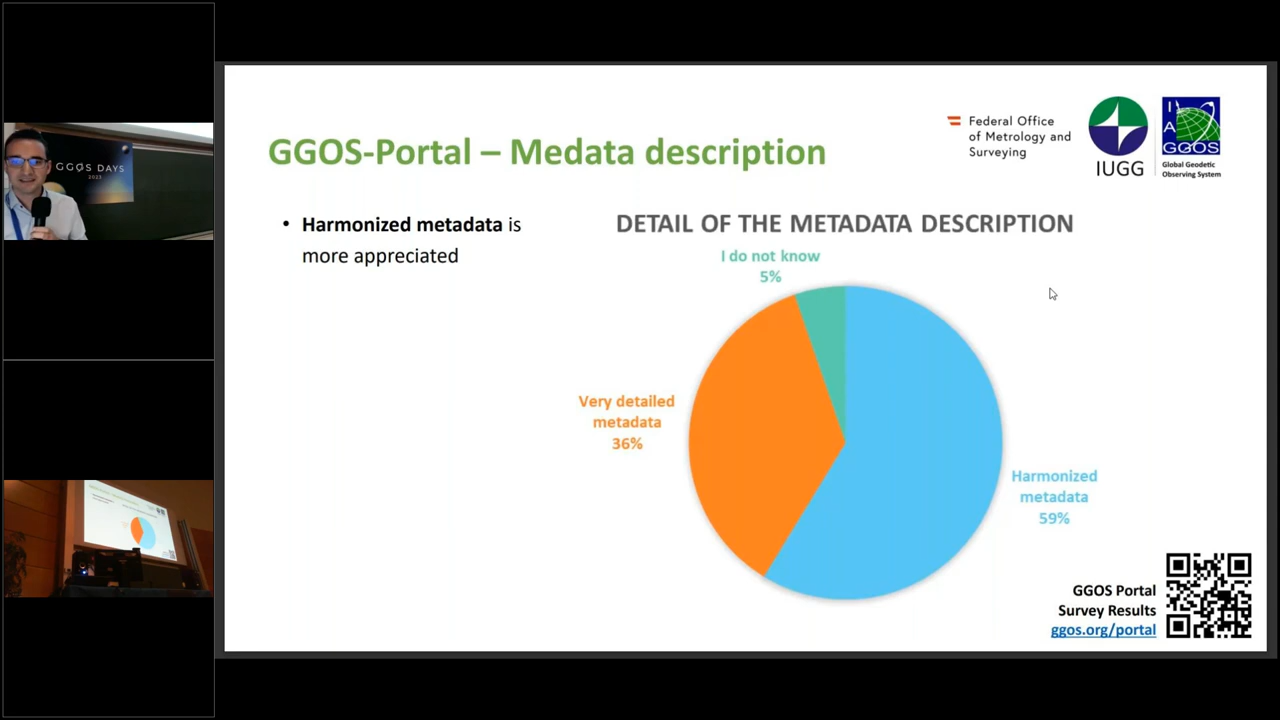 GGOS DAYS
2023
GGOS-Portal – Medata description
Federal Office
of Metrology and
Surveying
IUGG
I
A
GGOS
Global Geodetic
Observing System
• Harmonized metadata is
more appreciated
DETAIL OF THE METADATA DESCRIPTION
I do not know
5%
Very detailed
metadata
36%
Harmonized
metadata
59%
GGOS Portal
Survey Results
ggos.org/portal